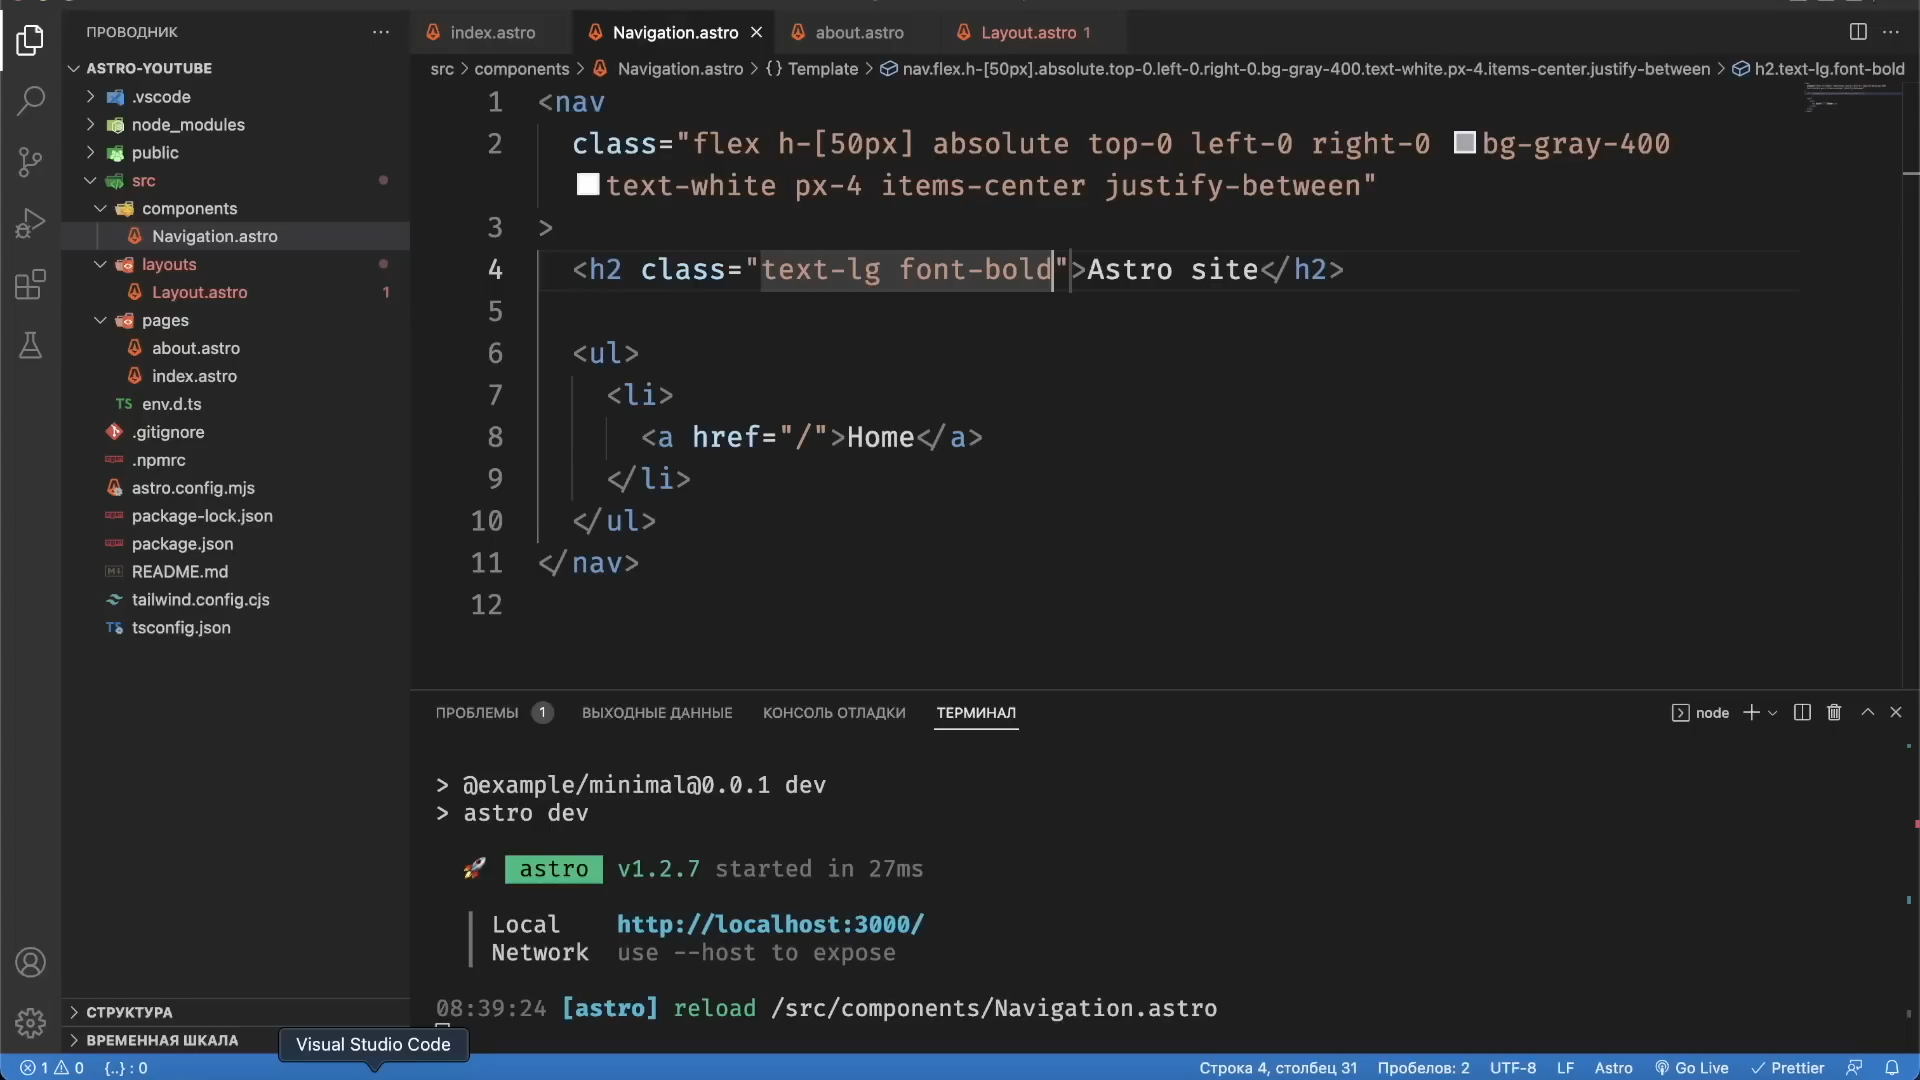 ПРОВОДНИК
ASTRO-YOUTUBE
.vscode
node_modules
public
src
components
Navigation.astro
layouts
Layout.astro 1
pages
about.astro
index.astro
TS env.d.ts
.gitignore
.npmrc
astro.config.mjs
package-lock.json
package.json
README.md
tailwind.config.cjs
TS tsconfig.json
СТРУКТУРА
ВРЕМЕННАЯ ШКАЛА
index.astro Navigation.astro about.astro Layout.astro 1
src > components > Navigation.astro > {} Template > nav.flex.h-[50px].absolute.top-0.left-0.right-0.bg-gray-400.text-white.px-4.items-center.justify-between > h2.text-lg.font-bold
1 <nav
2 class="flex h-[50px] absolute top-0 left-0 right-0 bg-gray-400
text-white px-4 items-center justify-between"
3 >
4 <h2 class="text-lg font-bold">Astro site</h2>
5
6 <ul>
7 <li>
8 <a href="/">Home</a>
9 </li>
10 </ul>
11 </nav>
12
ПРОБЛЕМЫ 1 ВЫХОДНЫЕ ДАННЫЕ КОНСОЛЬ ОТЛАДКИ ТЕРМИНАЛ node
> @example/minimal@0.0.1 dev
> astro dev
astro v1.2.7 started in 27ms
Local http://localhost:3000/
Network use --host to expose
08:39:24 [astro] reload /src/components/Navigation.astro
Visual Studio Code
1 0 {..} : 0 Строка 4, столбец 31 Пробелов: 2 UTF-8 LF Astro Go Live Prettier